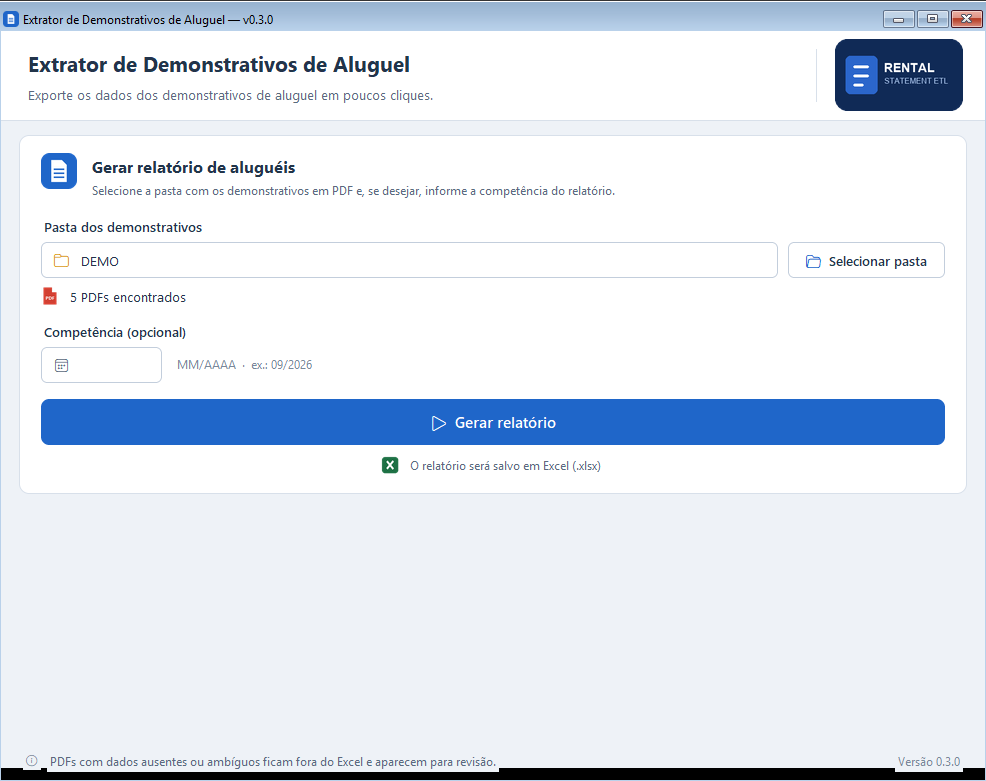 Extrator de Demonstrativos de Aluguel — v0.3.0
Extrator de Demonstrativos de Aluguel
Exporte os dados dos demonstrativos de aluguel em poucos cliques.
RENTAL
STATEMENT ETL
Gerar relatório de aluguéis
Selecione a pasta com os demonstrativos em PDF e, se desejar, informe a competência do relatório.
Pasta dos demonstrativos
DEMO
Selecionar pasta
PDF
5 PDFs encontrados
Competência (opcional)
MM/AAAA · ex.: 09/2026
Gerar relatório
X
O relatório será salvo em Excel (.xlsx)
PDFs com dados ausentes ou ambíguos ficam fora do Excel e aparecem para revisão.
Versão 0.3.0